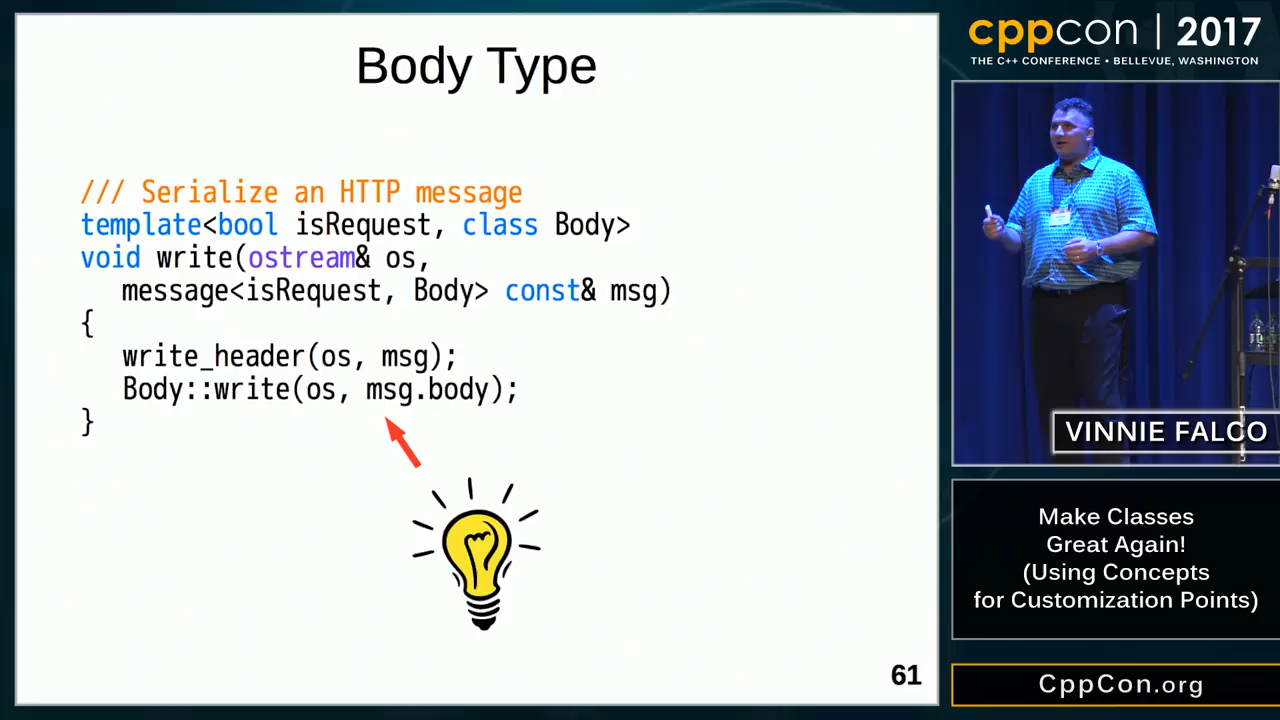 Body Type
/// Serialize an HTTP message
template<bool isRequest, class Body>
void write(ostream& os,
message<isRequest, Body> const& msg)
{
write_header(os, msg);
Body::write(os, msg.body);
}
61
cppcon | 2017
THE C++ CONFERENCE • BELLEVUE, WASHINGTON
VINNIE FALCO
Make Classes
Great Again!
(Using Concepts
for Customization Points)
CppCon.org